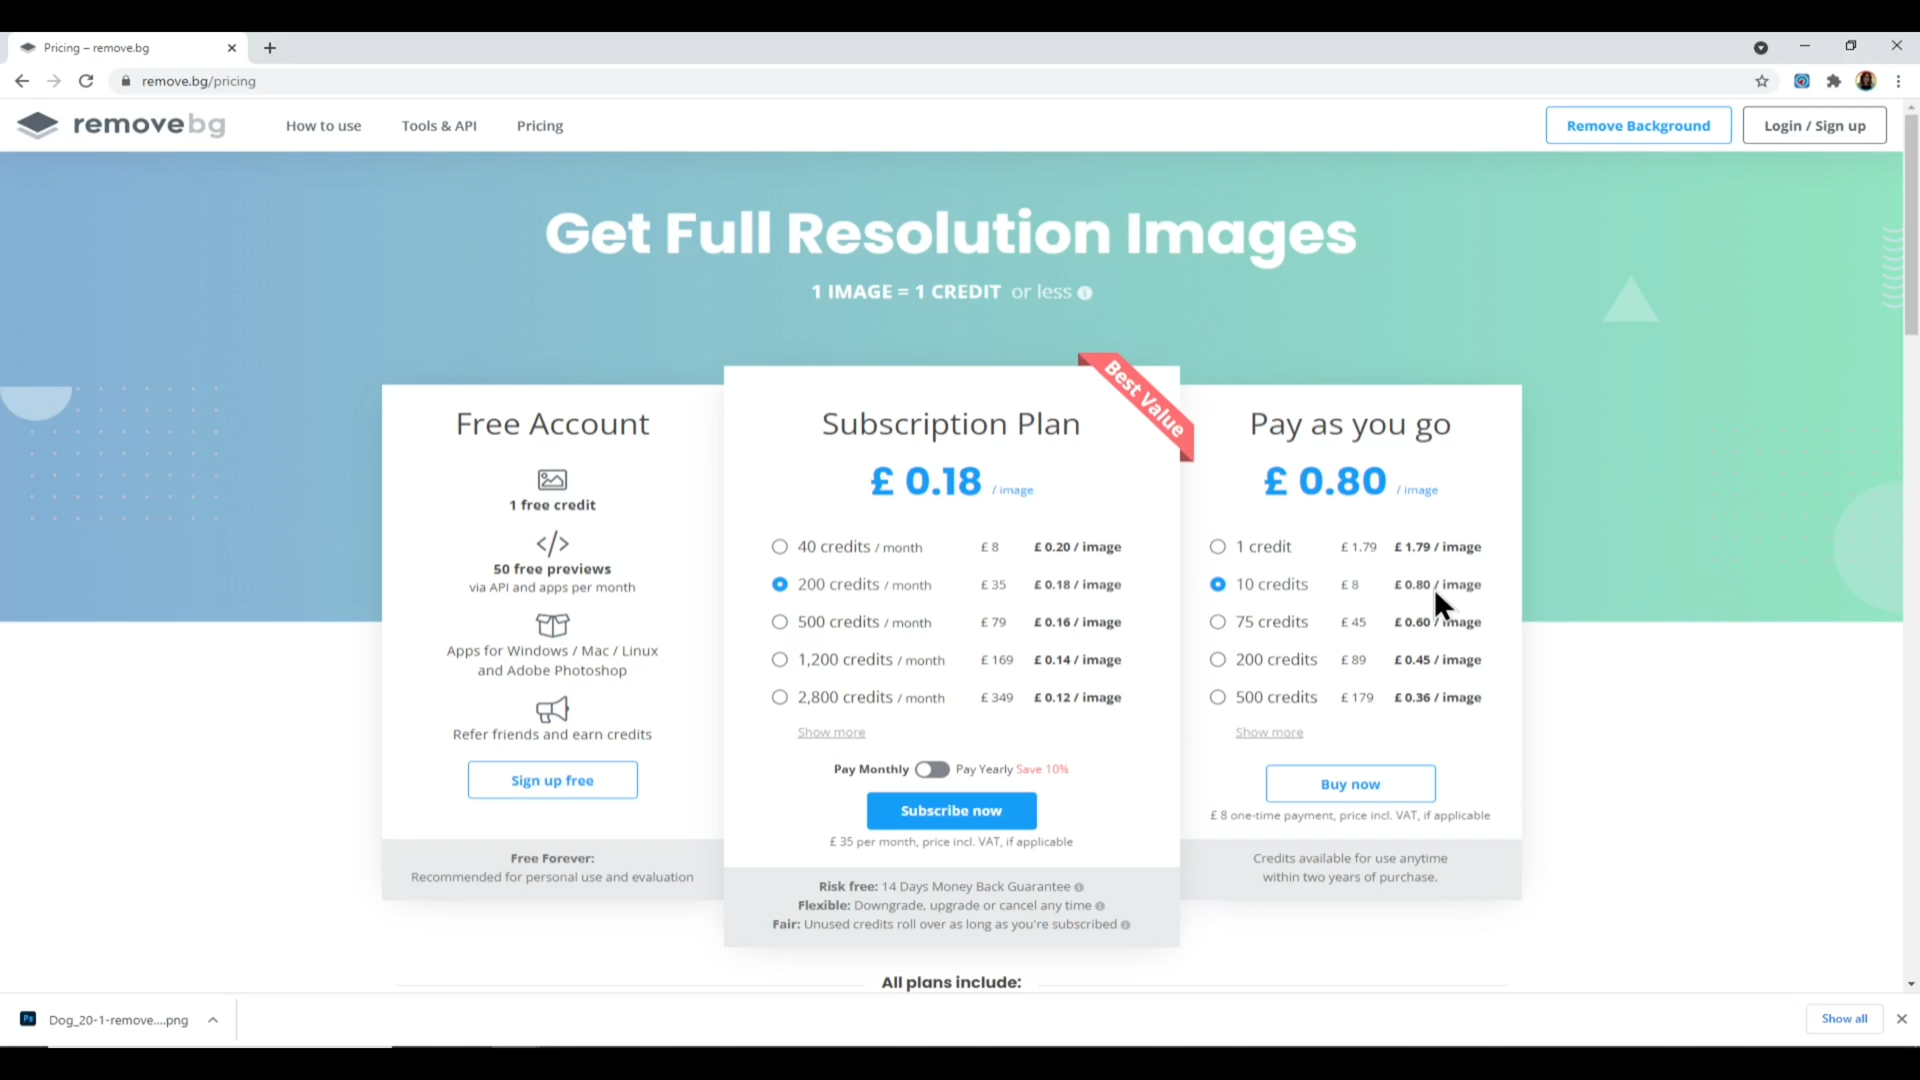 Pricing – remove.bg
remove.bg/pricing
removebg
How to use
Tools & API
Pricing
Remove Background
Login / Sign up
Get Full Resolution Images
1 IMAGE = 1 CREDIT or less
Free Account
1 free credit
</>
50 free previews
via API and apps per month
Apps for Windows / Mac / Linux
and Adobe Photoshop
Refer friends and earn credits
Sign up free
Free Forever:
Recommended for personal use and evaluation
Best Value
Subscription Plan
£ 0.18 / image
40 credits / month £ 8 £ 0.20 / image
200 credits / month £ 35 £ 0.18 / image
500 credits / month £ 79 £ 0.16 / image
1,200 credits / month £ 169 £ 0.14 / image
2,800 credits / month £ 349 £ 0.12 / image
Show more
Pay Monthly Pay Yearly Save 10%
Subscribe now
£ 35 per month, price incl. VAT, if applicable
Risk free: 14 Days Money Back Guarantee
Flexible: Downgrade, upgrade or cancel any time
Fair: Unused credits roll over as long as you're subscribed
Pay as you go
£ 0.80 / image
1 credit £ 1.79 £ 1.79 / image
10 credits £ 8 £ 0.80 / image
75 credits £ 45 £ 0.60 / image
200 credits £ 89 £ 0.45 / image
500 credits £ 179 £ 0.36 / image
Show more
Buy now
£ 8 one-time payment, price incl. VAT, if applicable
Credits available for use anytime
within two years of purchase.
All plans include:
Ps
Dog_20-1-remove....png
Show all